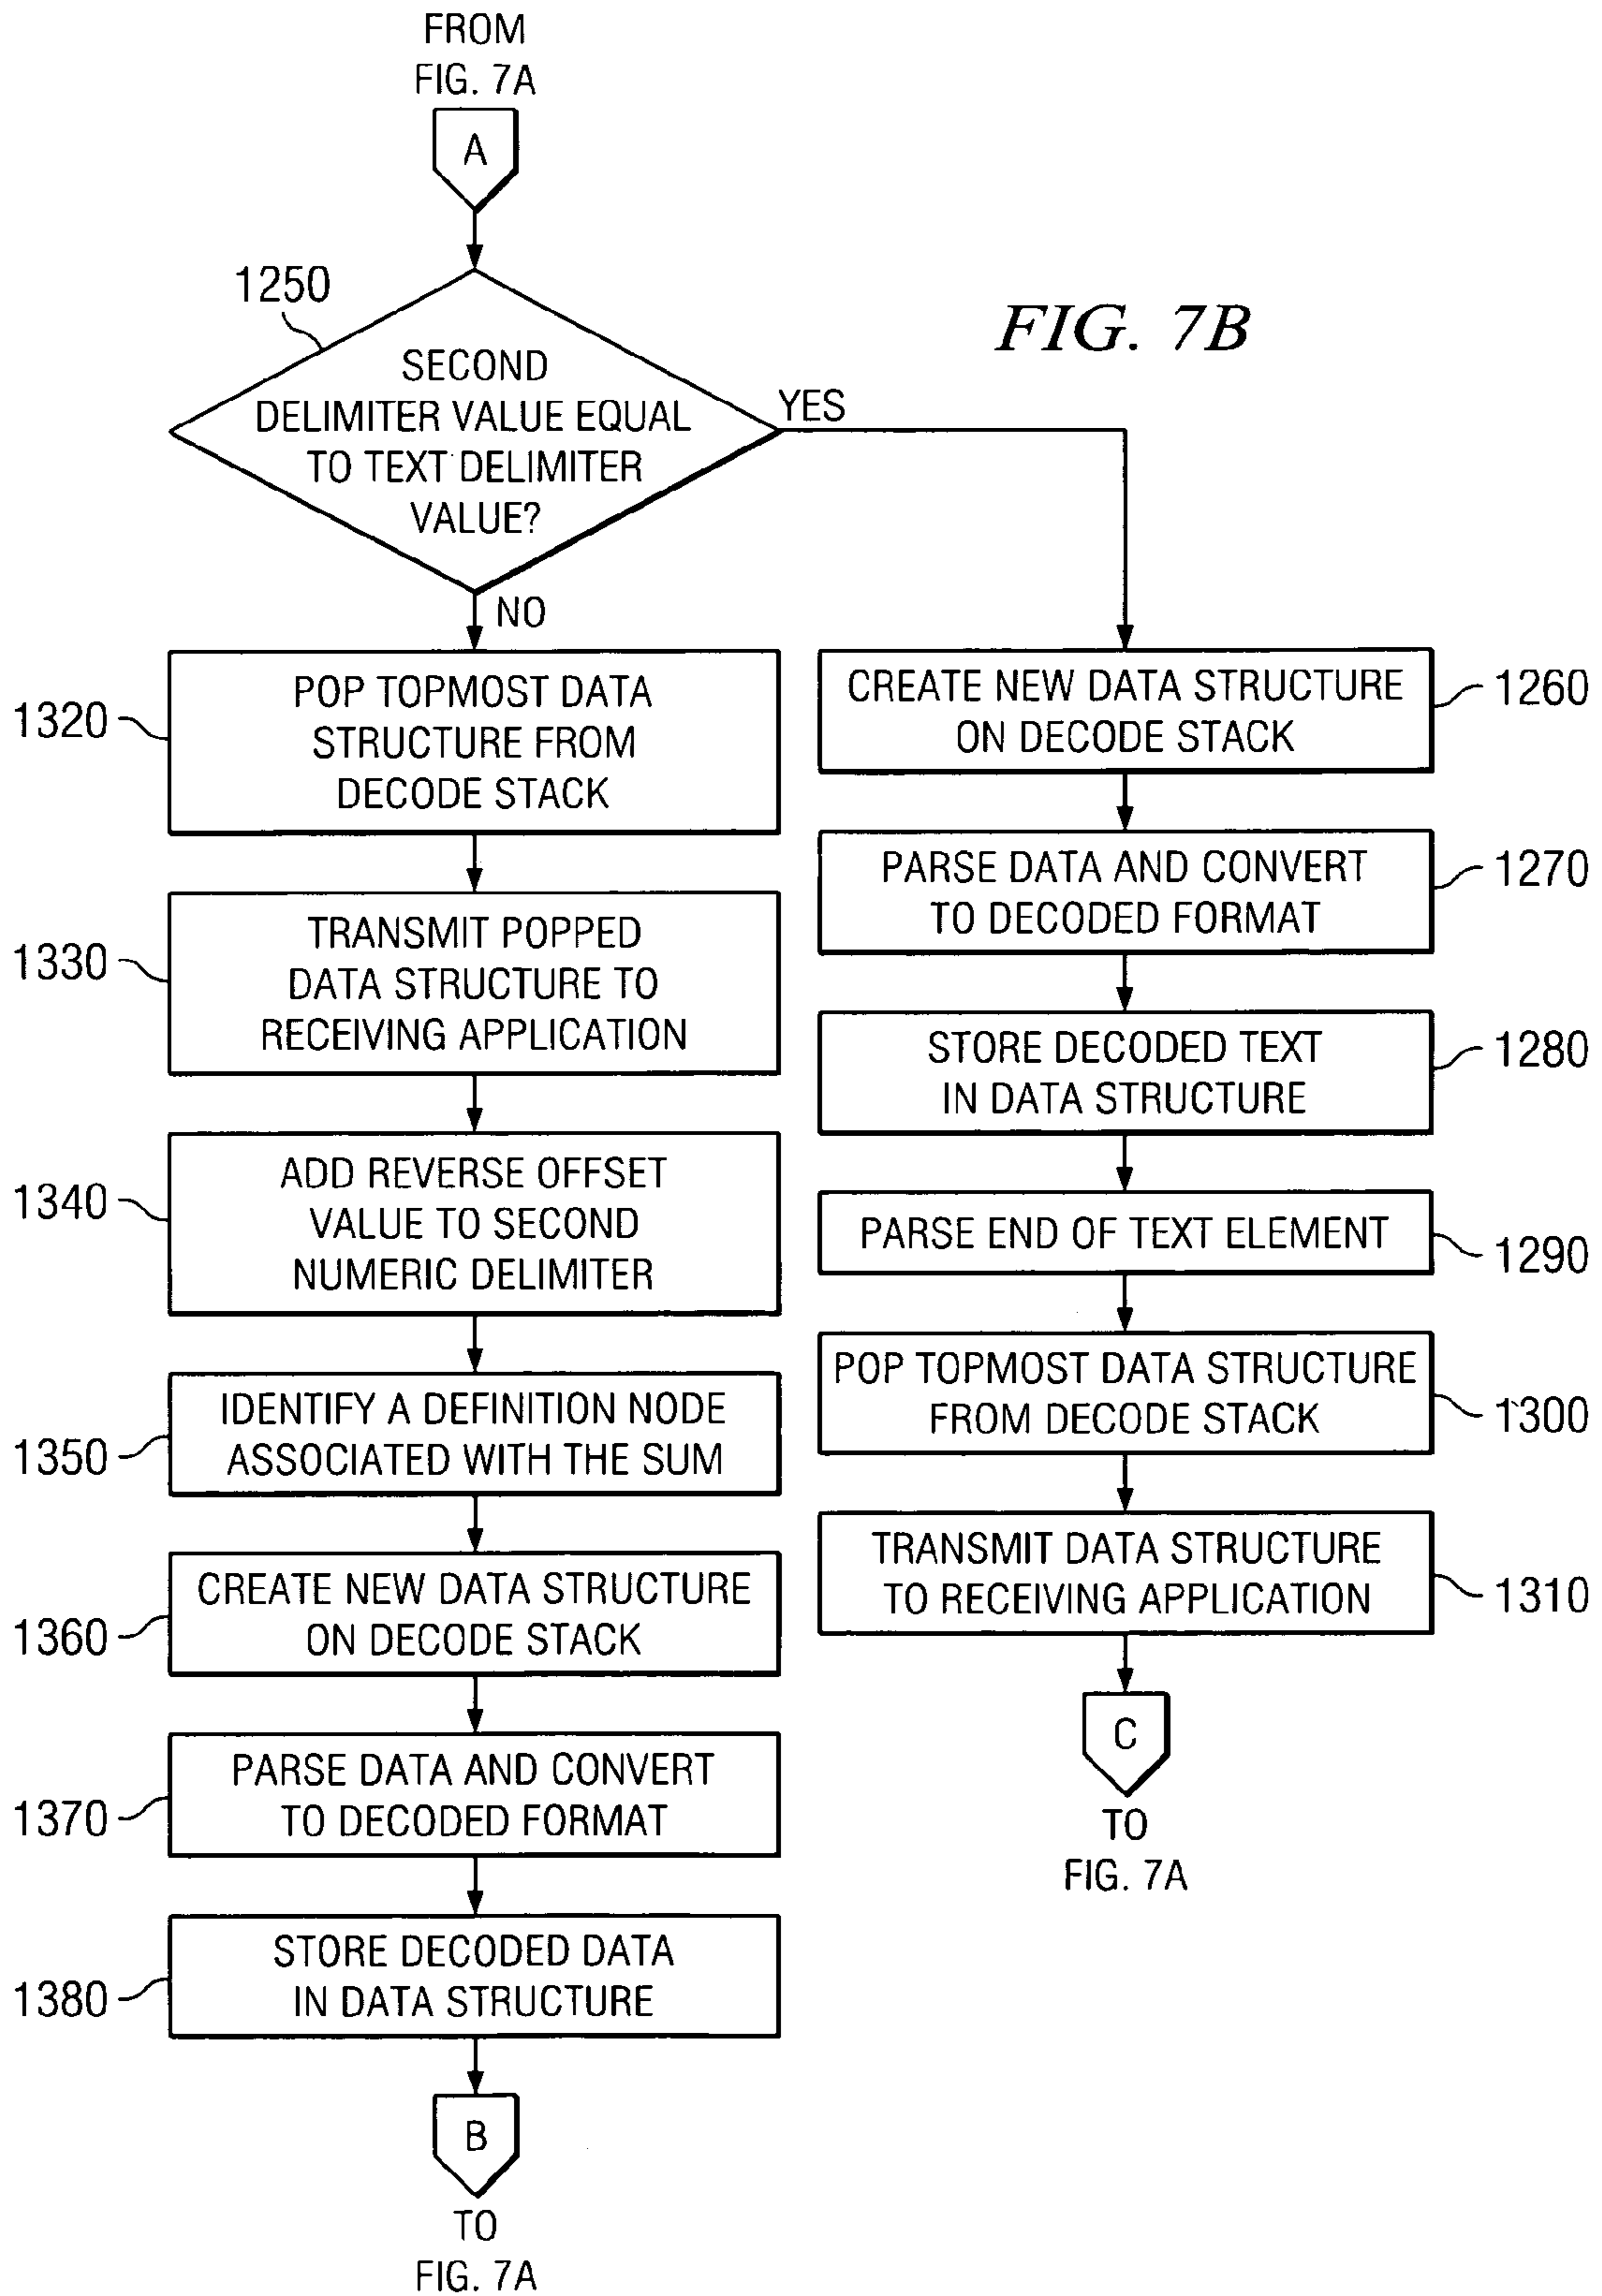 FROM
FIG. 7A
A
1250
FIG. 7B
SECOND
DELIMITER VALUE EQUAL
TO TEXT DELIMITER
VALUE?
YES
NO
1320
POP TOPMOST DATA
STRUCTURE FROM
DECODE STACK
1330
TRANSMIT POPPED
DATA STRUCTURE TO
RECEIVING APPLICATION
1340
ADD REVERSE OFFSET
VALUE TO SECOND
NUMERIC DELIMITER
1350
IDENTIFY A DEFINITION NODE
ASSOCIATED WITH THE SUM
1360
CREATE NEW DATA STRUCTURE
ON DECODE STACK
1370
PARSE DATA AND CONVERT
TO DECODED FORMAT
1380
STORE DECODED DATA
IN DATA STRUCTURE
B
TO
FIG. 7A
CREATE NEW DATA STRUCTURE
ON DECODE STACK
1260
PARSE DATA AND CONVERT
TO DECODED FORMAT
1270
STORE DECODED TEXT
IN DATA STRUCTURE
1280
PARSE END OF TEXT ELEMENT
1290
POP TOPMOST DATA STRUCTURE
FROM DECODE STACK
1300
TRANSMIT DATA STRUCTURE
TO RECEIVING APPLICATION
1310
C
TO
FIG. 7A